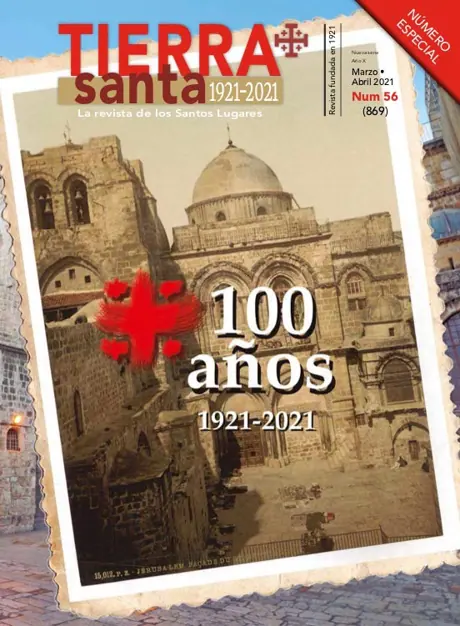 TIERRA
santa 1921-2021
La revista de los Santos Lugares
Revista fundada en 1921
Año X
Marzo •
Abril 2021
Num 56
(869)
NÚMERO
ESPECIAL
100
años
1921-2021
JERUSALEM